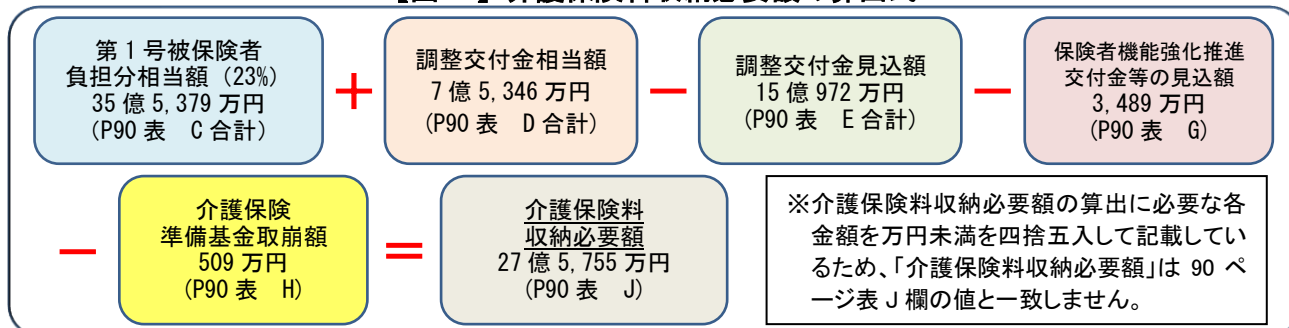 第1号被保険者
負担分相当額（23%）
35 億 5,379 万円
(P90 表　C 合計)
＋
調整交付金相当額
7 億 5,346 万円
(P90 表　D 合計)
－
調整交付金見込額
15 億 972 万円
(P90 表　E 合計)
－
保険者機能強化推進
交付金等の見込額
3,489 万円
(P90 表　G)
－
介護保険
準備基金取崩額
509 万円
(P90 表　H)
＝
介護保険料
収納必要額
27 億 5,755 万円
(P90 表　J)
※介護保険料収納必要額の算出に必要な各
金額を万円未満を四捨五入して記載してい
るため、「介護保険料収納必要額」は 90 ペ
ージ表 J 欄の値と一致しません。